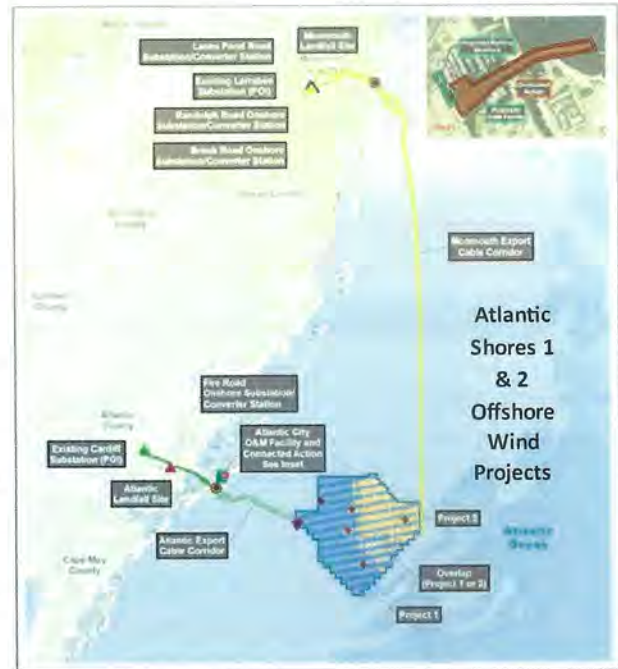 Lanes Pond Road
Substation/Converter Station
Monmouth
Landfall Site
Existing Larrabee
Substation (POI)
Randolph Road Onshore
Substation/Converter Station
Brook Road Onshore
Substation/Converter Station
Monmouth Export
Cable Corridor
Atlantic
Shores 1
& 2
Offshore
Wind
Projects
Fire Road
Onshore Substation/
Converter Station
Atlantic
County
Existing Cardiff
Substation (POI)
Atlantic City
O&M Facility and
Connected Action
See Inset
Atlantic
Landfall Site
Atlantic Export
Cable Corridor
Cape May
County
Project 2
Atlantic
Ocean
Overlap
(Project 1 or 2)
Project 1